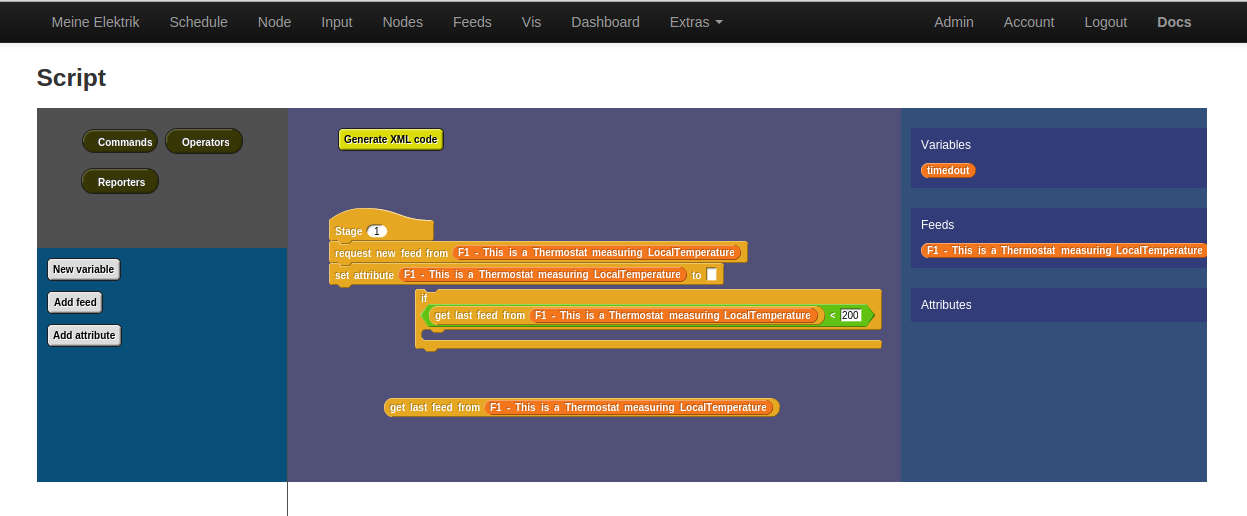 Meine Elektrik Schedule Node Input Nodes Feeds Vis Dashboard Extras Admin Account Logout Docs
Script
Commands Operators
Reporters
New variable
Add feed
Add attribute
Generate XML code
Stage 1
request new feed from F1 - This is a Thermostat measuring LocalTemperature
set attribute F1 - This is a Thermostat measuring LocalTemperature to
if
get last feed from F1 - This is a Thermostat measuring LocalTemperature < 200
get last feed from F1 - This is a Thermostat measuring LocalTemperature
Variables
timedout
Feeds
F1 - This is a Thermostat measuring LocalTemperature
Attributes